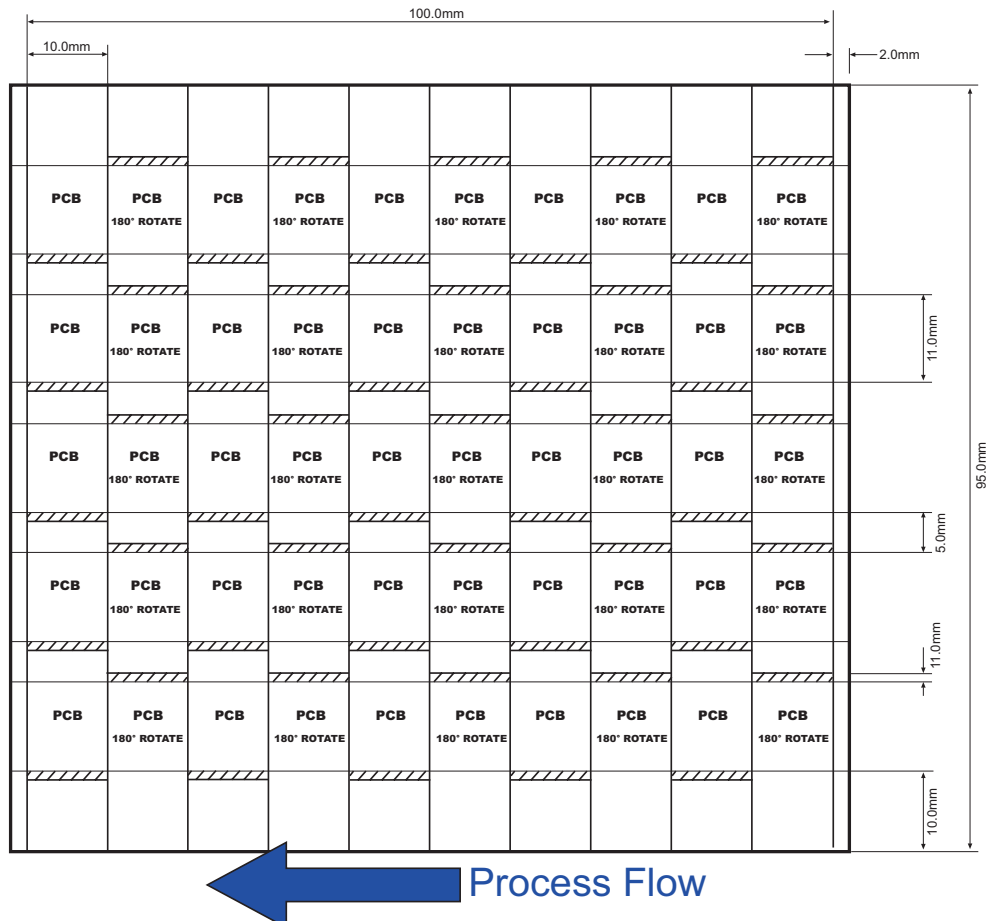 100.0mm
10.0mm
2.0mm
PCB PCB PCB PCB PCB PCB PCB PCB PCB PCB
180° ROTATE 180° ROTATE 180° ROTATE 180° ROTATE 180° ROTATE
PCB PCB PCB PCB PCB PCB PCB PCB PCB PCB
180° ROTATE 180° ROTATE 180° ROTATE 180° ROTATE 180° ROTATE
11.0mm
PCB PCB PCB PCB PCB PCB PCB PCB PCB PCB
180° ROTATE 180° ROTATE 180° ROTATE 180° ROTATE 180° ROTATE
95.0mm
5.0mm
PCB PCB PCB PCB PCB PCB PCB PCB PCB PCB
180° ROTATE 180° ROTATE 180° ROTATE 180° ROTATE 180° ROTATE
11.0mm
PCB PCB PCB PCB PCB PCB PCB PCB PCB PCB
180° ROTATE 180° ROTATE 180° ROTATE 180° ROTATE 180° ROTATE
10.0mm
Process Flow